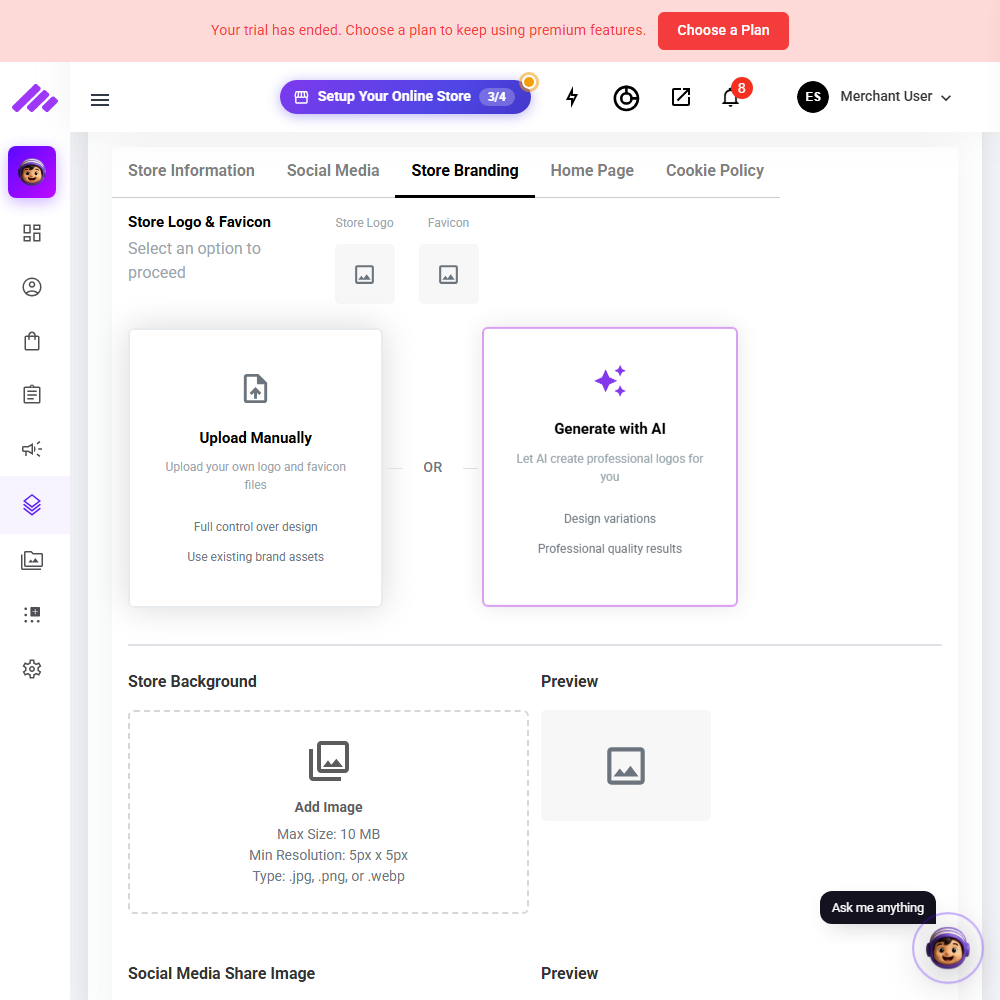 Your trial has ended. Choose a plan to keep using premium features.
Choose a Plan
Setup Your Online Store 3/4
8
ES
Merchant User
Store Information
Social Media
Store Branding
Home Page
Cookie Policy
Store Logo & Favicon
Select an option to
proceed
Store Logo
Favicon
Upload Manually
Upload your own logo and favicon
files
Full control over design
Use existing brand assets
OR
Generate with AI
Let AI create professional logos for
you
Design variations
Professional quality results
Store Background
Preview
Add Image
Max Size: 10 MB
Min Resolution: 5px x 5px
Type: .jpg, .png, or .webp
Ask me anything
Social Media Share Image
Preview